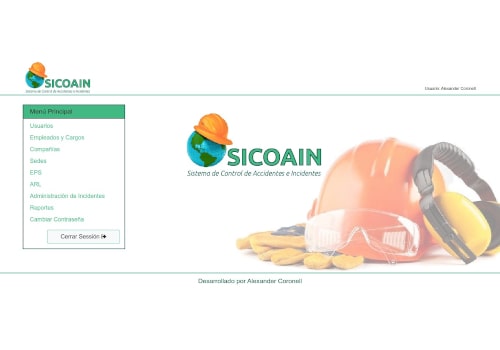 SICOAIN
Sistema de Control de Accidentes e Incidentes
Usuario: Alexander Coronell
Menú Principal
Usuarios
Empleados y Cargos
Compañias
Sedes
EPS
ARL
Administración de Incidentes
Reportes
Cambiar Contraseña
Cerrar Sesión
SICOAIN
Sistema de Control de Accidentes e Incidentes
Desarrollado por Alexander Coronell